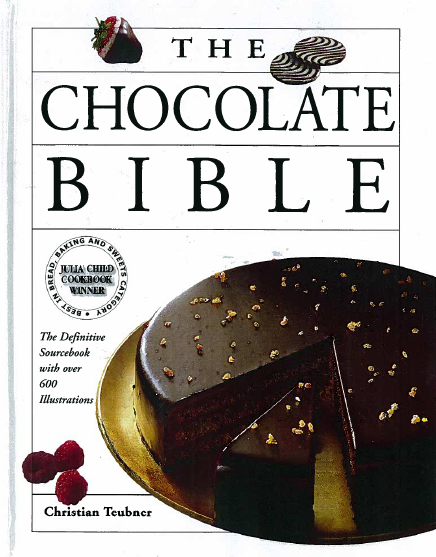 THE
CHOCOLATE
BIBLE
BEST IN BREAD, BAKING AND SWEETS CATEGORY
JULIA CHILD
COOKBOOK
WINNER
The Definitive
Sourcebook
with over
600
Illustrations
Christian Teubner